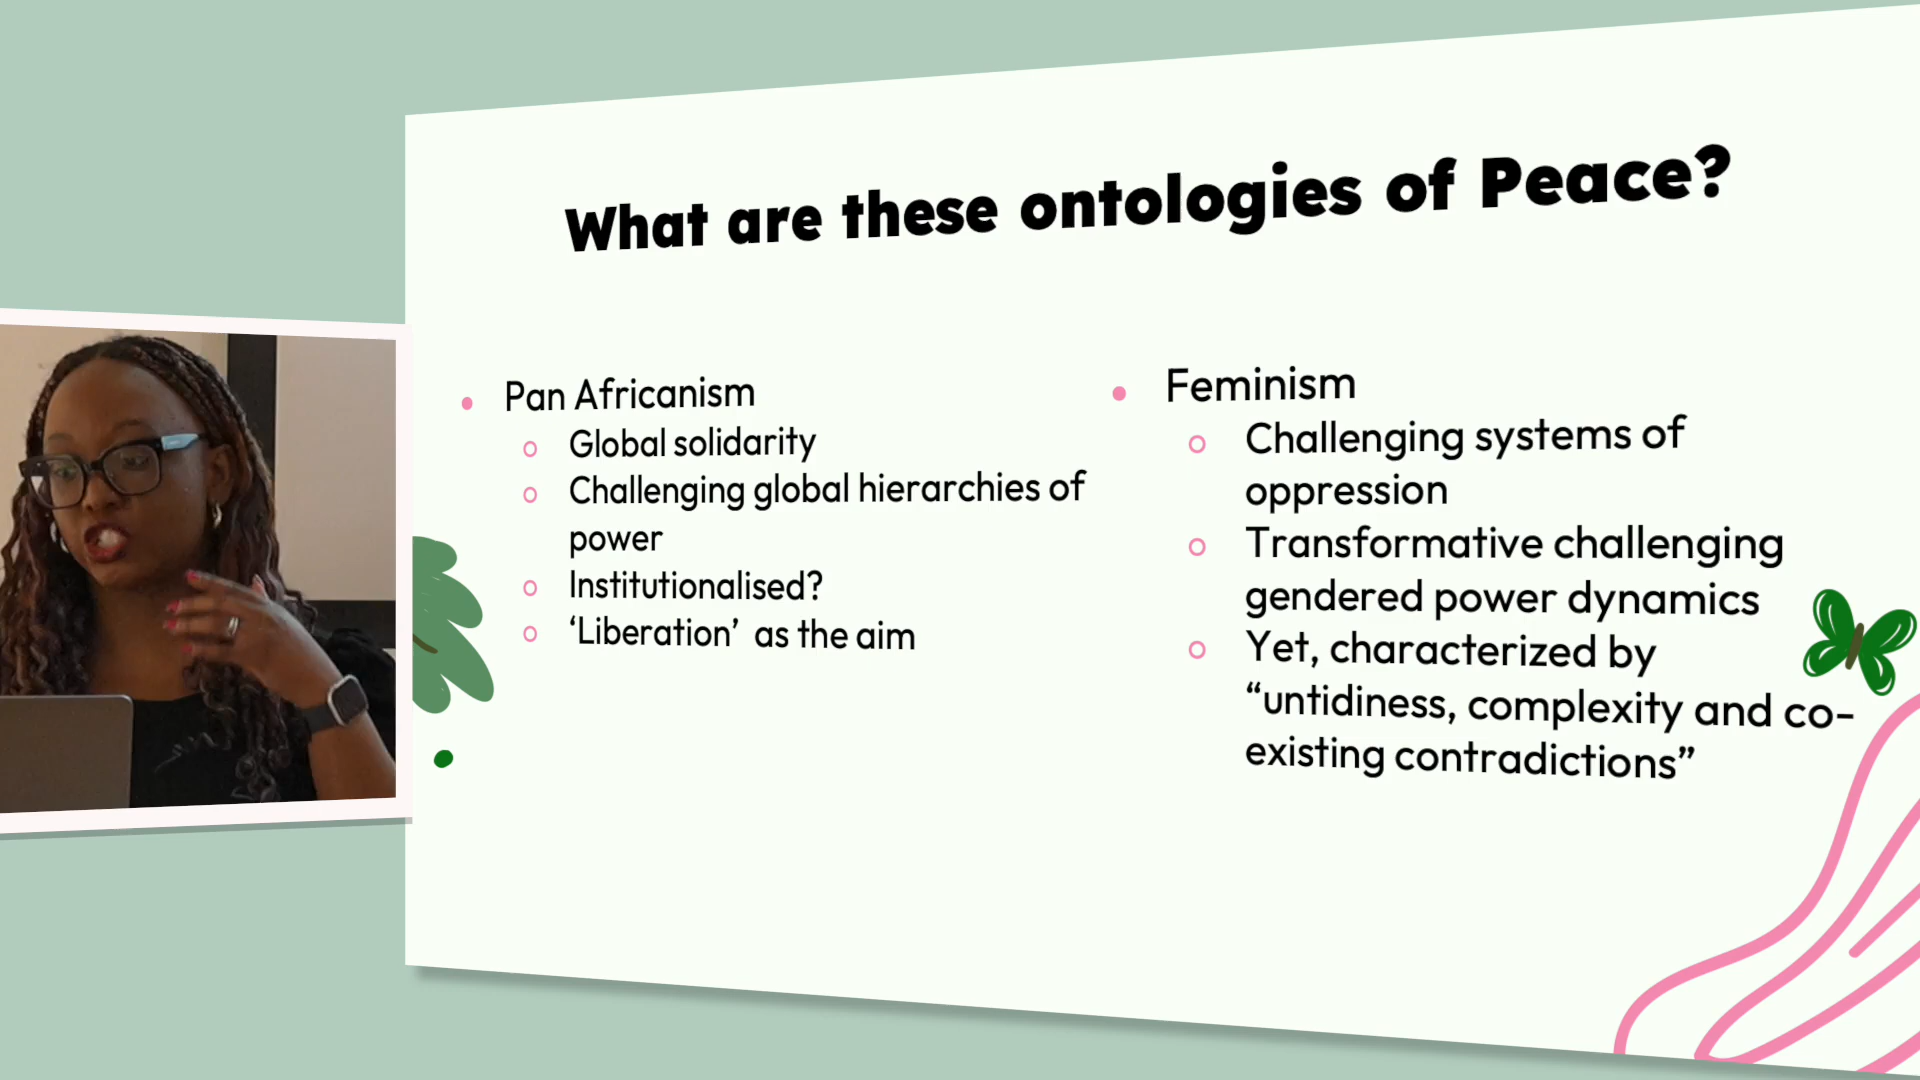 What are these ontologies of Peace?
Pan Africanism
Global solidarity
Challenging global hierarchies of
power
Institutionalised?
‘Liberation’ as the aim
Feminism
Challenging systems of
oppression
Transformative challenging
gendered power dynamics
Yet, characterized by
“untidiness, complexity and co-
existing contradictions”